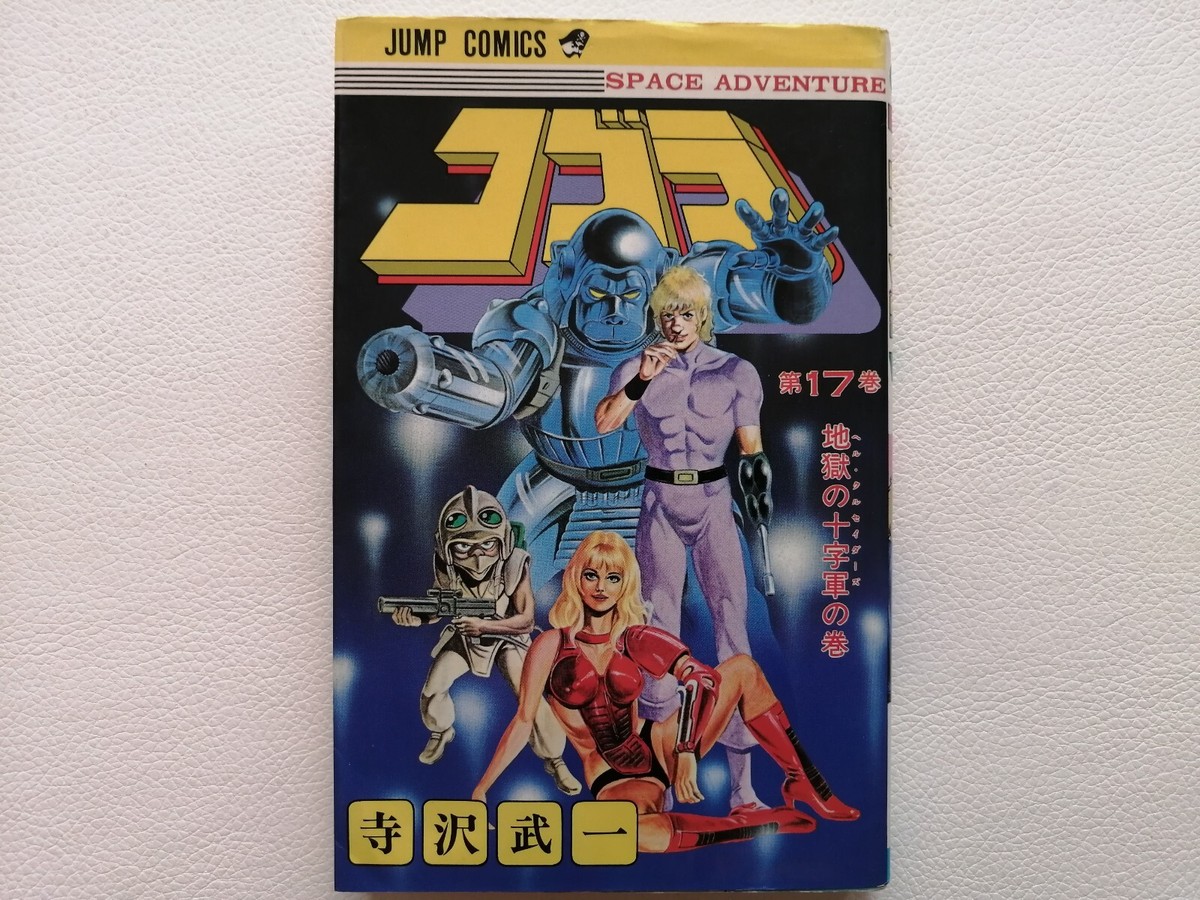 JUMP COMICS
SPACE ADVENTURE
コブラ
第17巻
地獄の十字軍の巻
ヘル・クルセイダーズ
寺沢武一